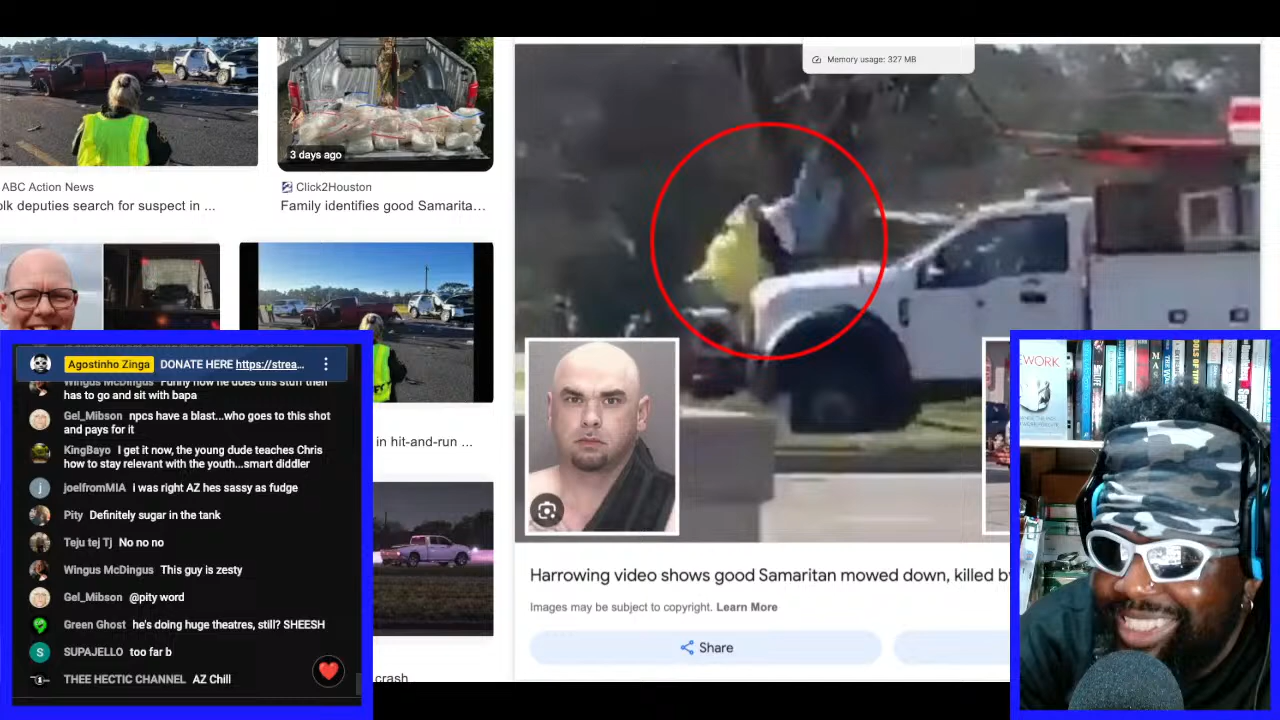 Memory usage: 327 MB
3 days ago
ABC Action News
olk deputies search for suspect in ...
Click2Houston
Family identifies good Samarita...
in hit-and-run ...
crash
Harrowing video shows good Samaritan mowed down, killed b
Images may be subject to copyright. Learn More
Share
Agostinho Zinga DONATE HERE https://strea...
Wingus McDingus Funny how he does this stuff then
has to go and sit with bapa
Gel_Mibson npcs have a blast...who goes to this shot
and pays for it
KingBayo I get it now, the young dude teaches Chris
how to stay relevant with the youth...smart diddler
j
joelfromMIA i was right AZ hes sassy as fudge
Pity Definitely sugar in the tank
Teju tej Tj No no no
Wingus McDingus This guy is zesty
Gel_Mibson @pity word
Green Ghost he's doing huge theatres, still? SHEESH
S
SUPAJELLO too far b
THEE HECTIC CHANNEL AZ Chill
WORK